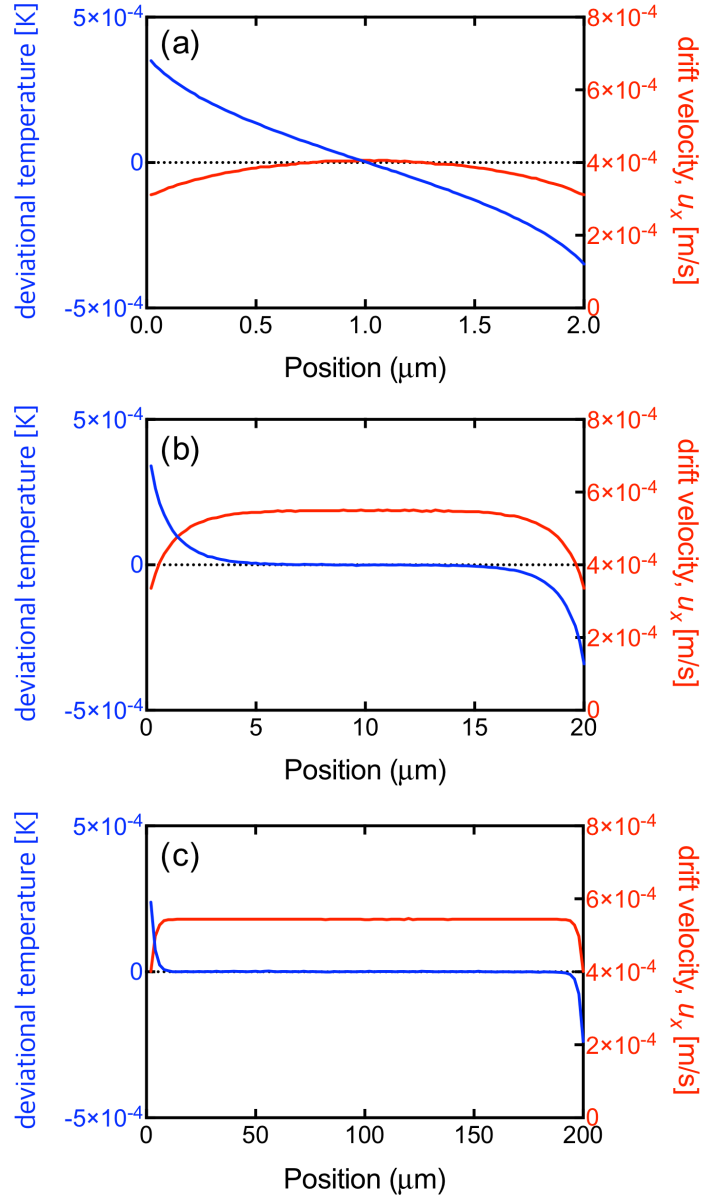 (a)
deviational temperature [K]
5×10⁻⁴
0
-5×10⁻⁴
drift velocity, uₓ [m/s]
8×10⁻⁴
6×10⁻⁴
4×10⁻⁴
2×10⁻⁴
0
0.0 0.5 1.0 1.5 2.0
Position (μm)
(b)
deviational temperature [K]
5×10⁻⁴
0
-5×10⁻⁴
drift velocity, uₓ [m/s]
8×10⁻⁴
6×10⁻⁴
4×10⁻⁴
2×10⁻⁴
0
0 5 10 15 20
Position (μm)
(c)
deviational temperature [K]
5×10⁻⁴
0
-5×10⁻⁴
drift velocity, uₓ [m/s]
8×10⁻⁴
6×10⁻⁴
4×10⁻⁴
2×10⁻⁴
0
0 50 100 150 200
Position (μm)